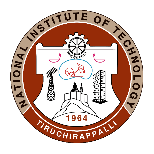 NATIONAL INSTITUTE OF TECHNOLOGY
1964
TIRUCHIRAPPALLI